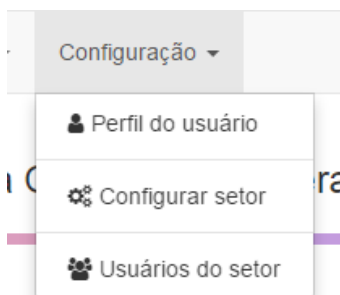 Configuração
Perfil do usuário
Configurar setor
Usuários do setor